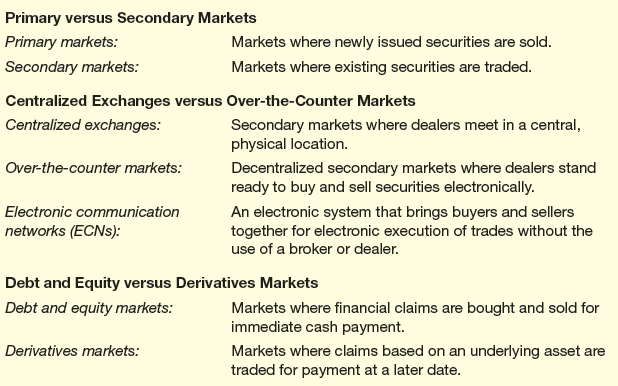 Primary versus Secondary Markets
Primary markets: Markets where newly issued securities are sold.
Secondary markets: Markets where existing securities are traded.
Centralized Exchanges versus Over-the-Counter Markets
Centralized exchanges: Secondary markets where dealers meet in a central,
physical location.
Over-the-counter markets: Decentralized secondary markets where dealers stand
ready to buy and sell securities electronically.
Electronic communication An electronic system that brings buyers and sellers
networks (ECNs): together for electronic execution of trades without the
use of a broker or dealer.
Debt and Equity versus Derivatives Markets
Debt and equity markets: Markets where financial claims are bought and sold for
immediate cash payment.
Derivatives markets: Markets where claims based on an underlying asset are
traded for payment at a later date.